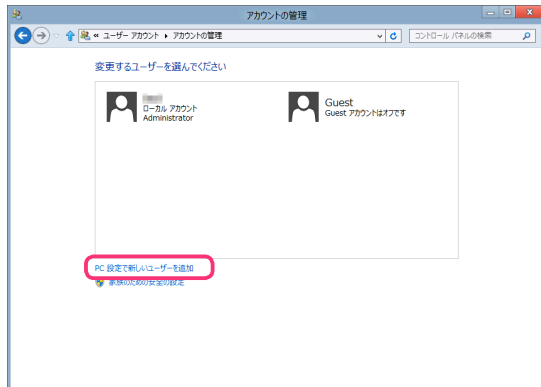 アカウントの管理
« ユーザー アカウント ▸ アカウントの管理
コントロール パネルの検索
変更するユーザーを選んでください
ローカル アカウント
Administrator
Guest
Guest アカウントはオフです
PC 設定で新しいユーザーを追加
家族のための安全の設定